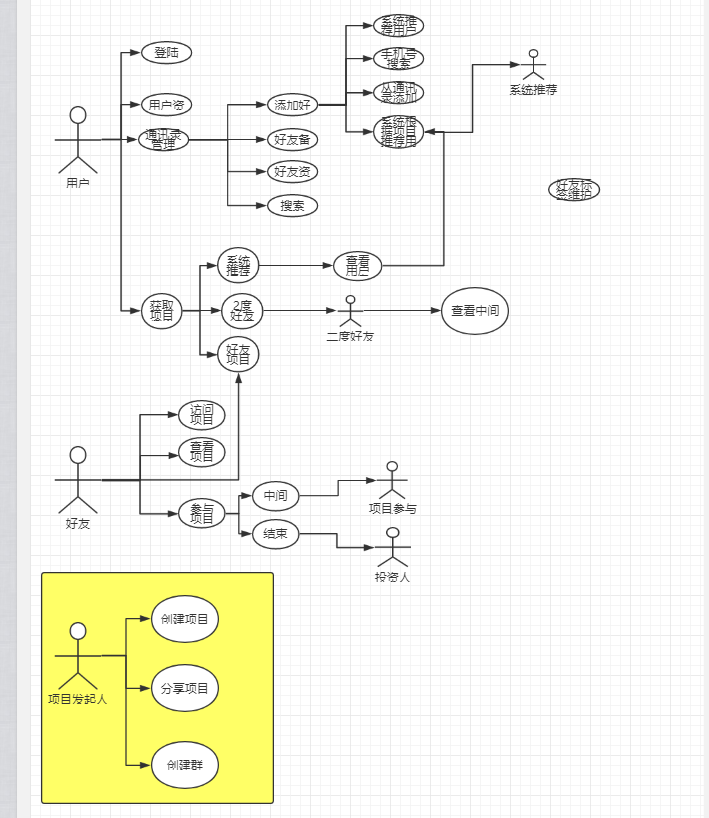 登陆
用户资
通讯录
管理
用户
添加好
好友备
好友资
搜索
系统推
荐用户
手机号
搜索
从通讯
录添加
系统根
据项目
推荐用
系统推荐
好友标
签维护
系统
推荐
查看
用户
获取
项目
2度
好友
二度好友
查看中间
好友
项目
访问
项目
查看
项目
好友
参与
项目
中间
项目参与
结束
投资人
项目发起人
创建项目
分享项目
创建群